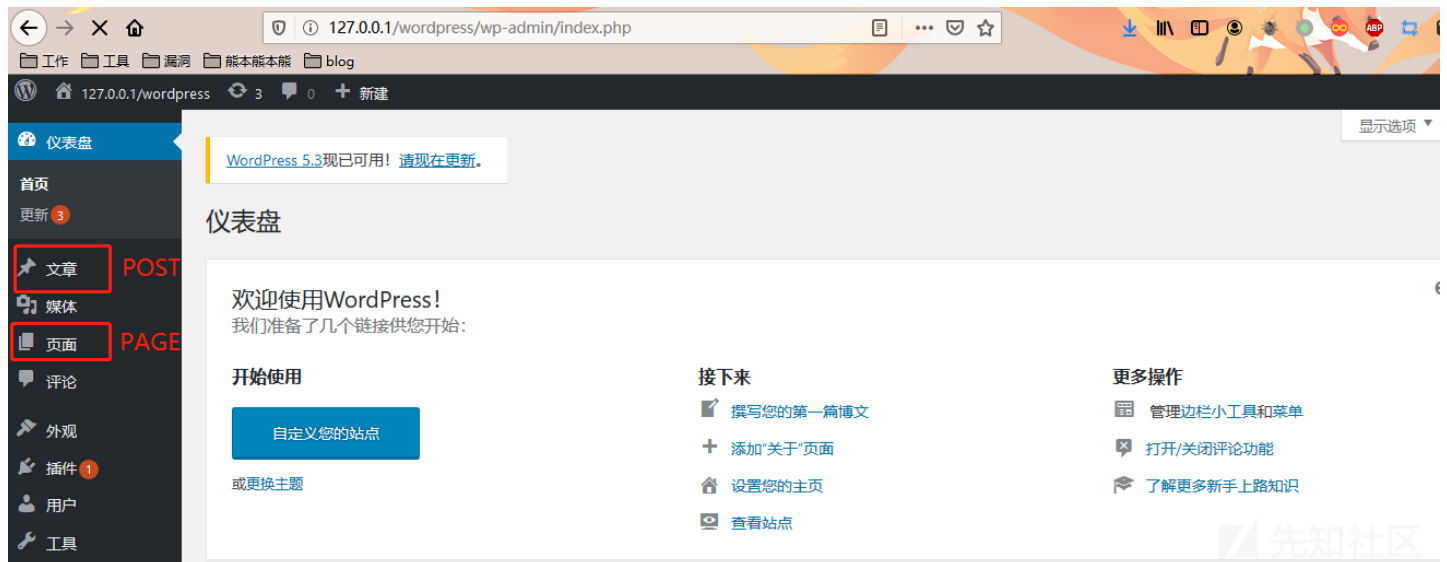 127.0.0.1/wordpress/wp-admin/index.php
工作 工具 漏洞 熊本熊本熊 blog
127.0.0.1/wordpress 3 0 新建
显示选项
仪表盘
WordPress 5.3现已可用！请现在更新。
首页
更新 3
仪表盘
文章 POST
媒体
页面 PAGE
评论
外观
插件 1
用户
工具
欢迎使用WordPress！
我们准备了几个链接供您开始：
开始使用
自定义您的站点
或更换主题
接下来
撰写您的第一篇博文
添加“关于”页面
设置您的主页
查看站点
更多操作
管理边栏小工具和菜单
打开/关闭评论功能
了解更多新手上路知识
ABP
先知社区